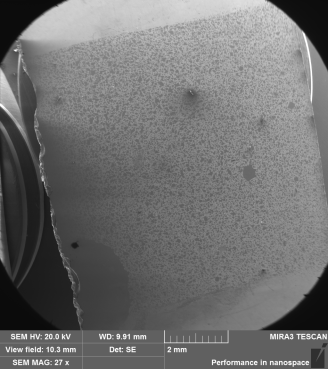 SEM HV: 20.0 kV WD: 9.91 mm MIRA3 TESCAN
View field: 10.3 mm Det: SE 2 mm
SEM MAG: 27 x Performance in nanospace